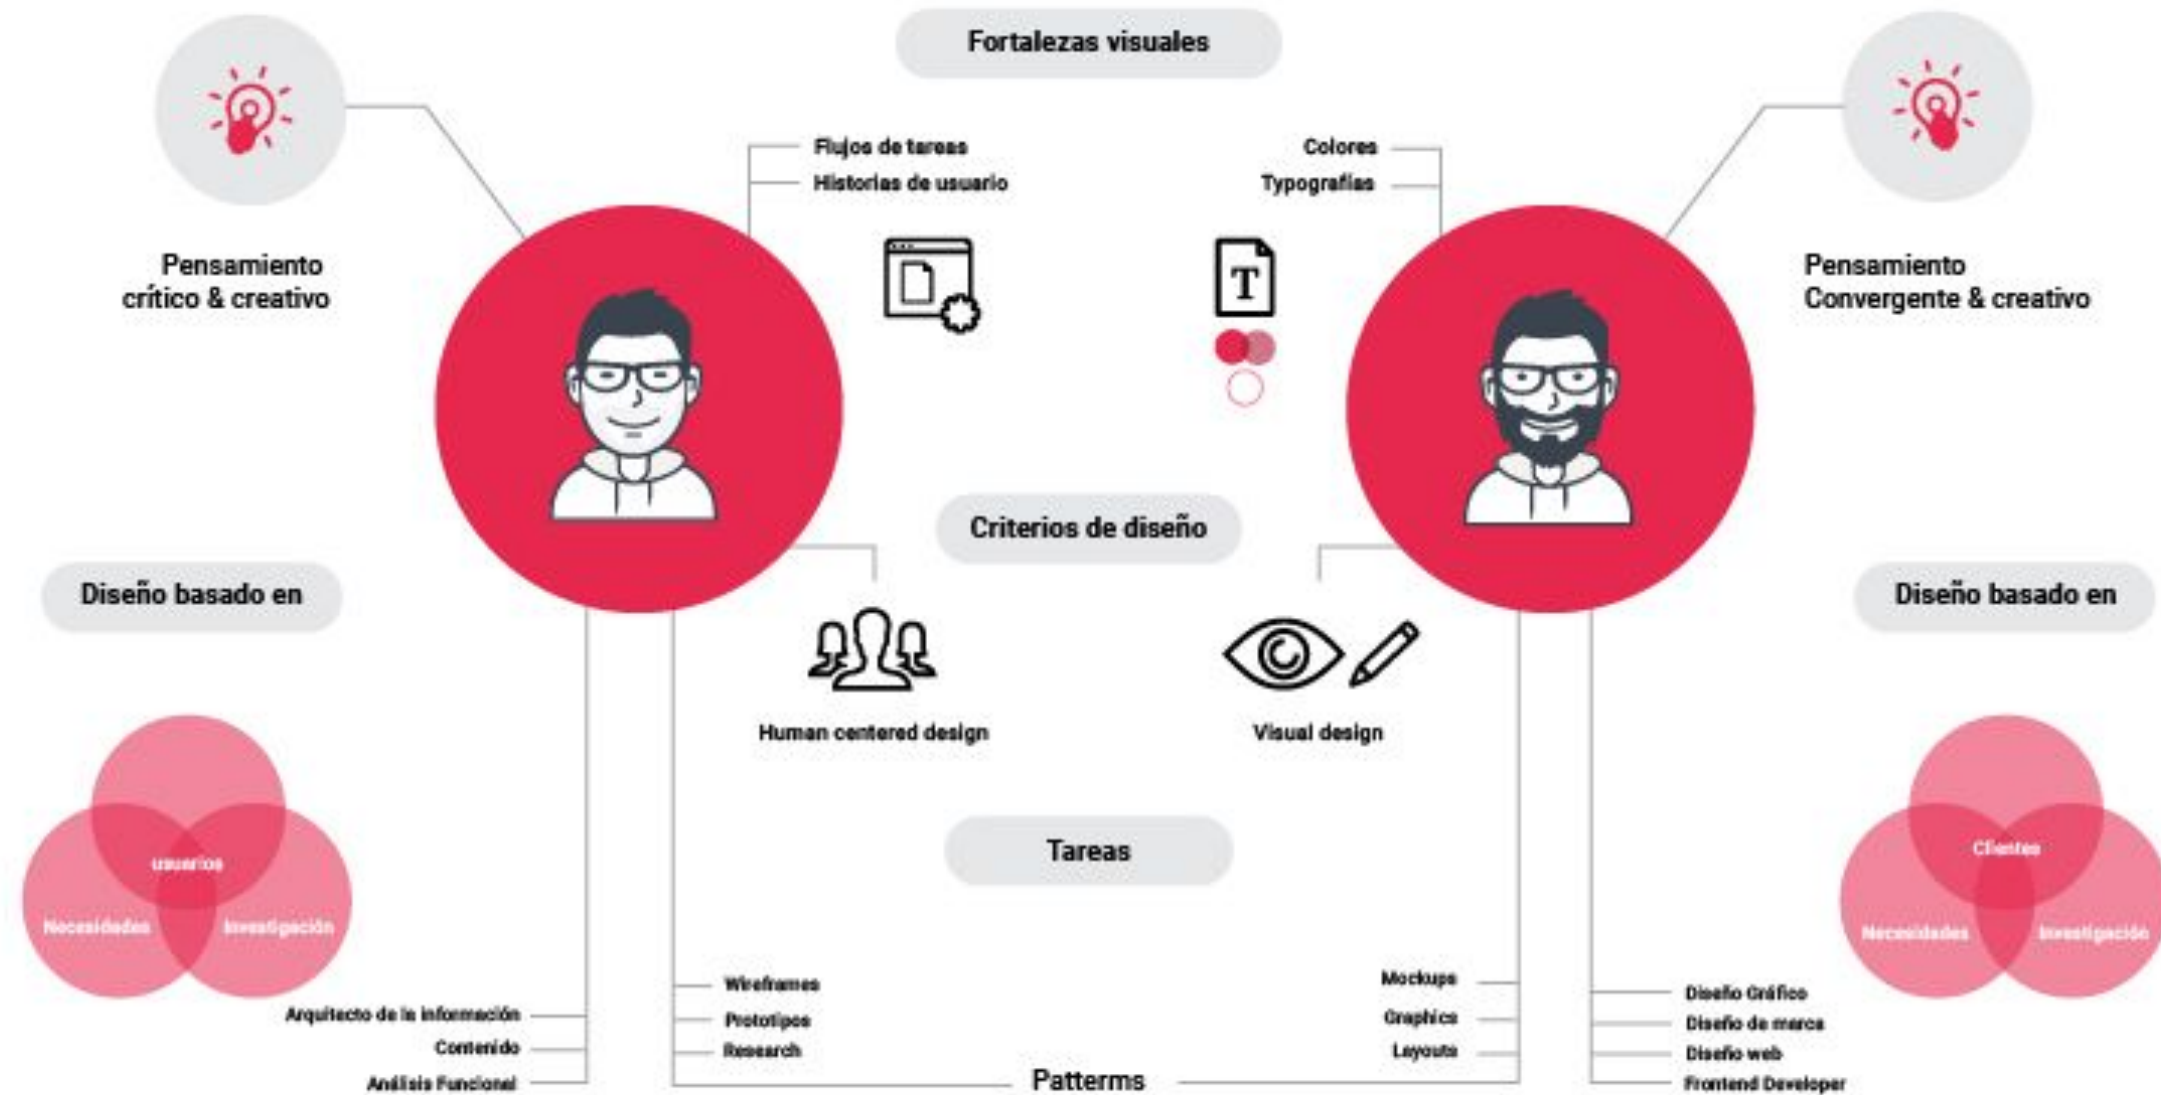 Fortalezas visuales
Flujos de tareas
Historias de usuario
Colores
Typografías
T
Pensamiento
crítico & creativo
Pensamiento
Convergente & creativo
Criterios de diseño
Diseño basado en
Diseño basado en
Human centered design
Visual design
Tareas
usuarios
Necesidades
Investigación
Clientes
Necesidades
Investigación
Arquitecto de la información
Contenido
Análisis Funcional
Wireframes
Prototipos
Research
Patterms
Mockups
Graphics
Layouts
Diseño Gráfico
Diseño de marca
Diseño web
Frontend Developer